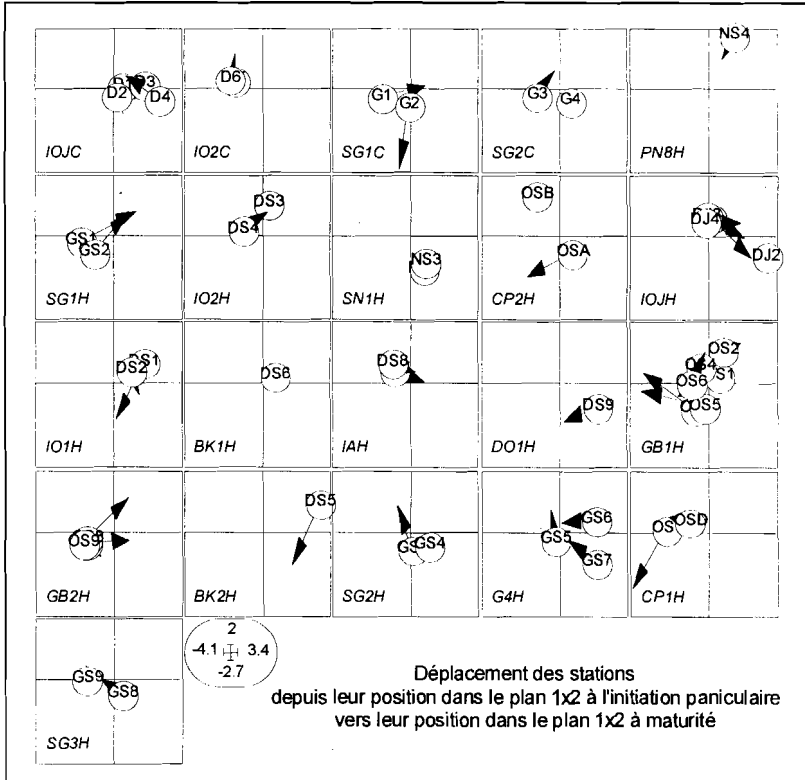 D3
D2 D4
IOJC
D6
IO2C
G1 G2
SG1C
G3 G4
SG2C
NS4
PN8H
GS1
GS2
SG1H
DS3
DS4
IO2H
NS3
SN1H
OSB
OSA
CP2H
DJ4
DJ2
IOJH
DS1
DS2
IO1H
DS6
BK1H
DS8
IAH
DS9
DO1H
OS2
OS4
OS6 S1
OS5
GB1H
OS9
GB2H
DS5
BK2H
GS4
SG2H
GS6
GS5
GS7
G4H
OS OSD
CP1H
GS9
GS8
SG3H
2
-4.1 3.4
-2.7
Déplacement des stations
depuis leur position dans le plan 1x2 à l'initiation paniculaire
vers leur position dans le plan 1x2 à maturité